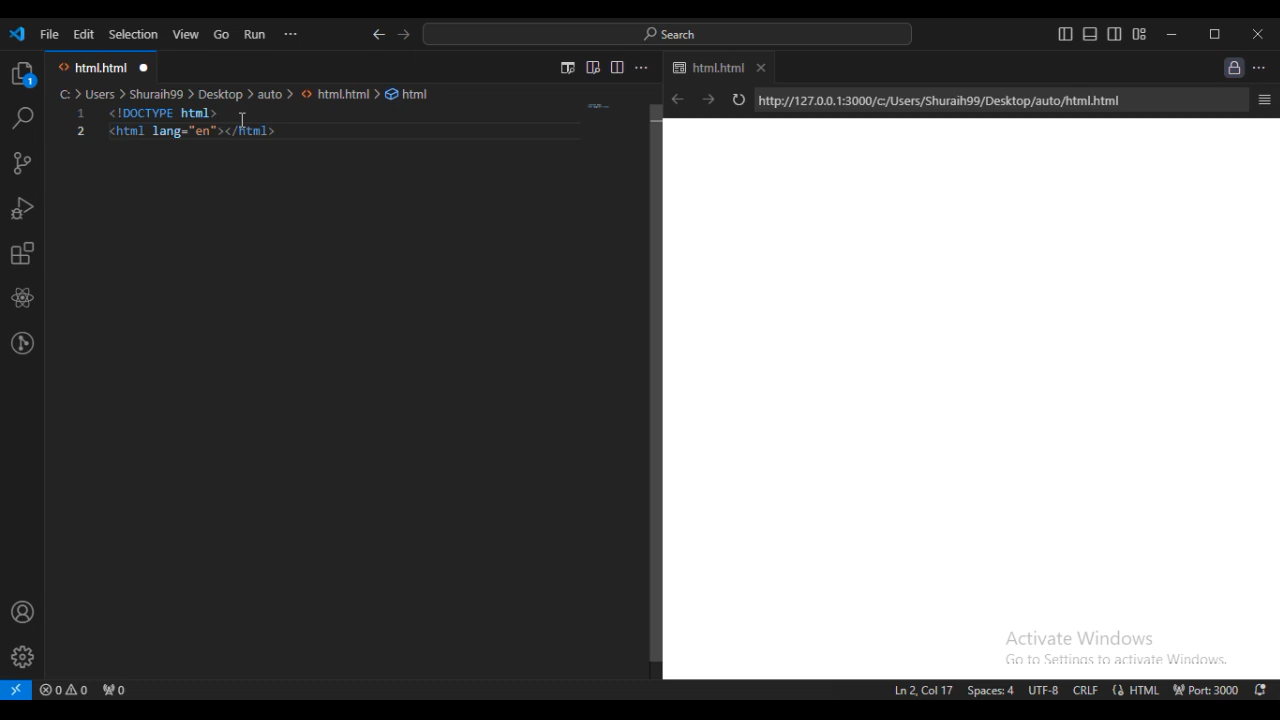 File Edit Selection View Go Run ··· Search
html.html
html.html
C: > Users > Shuraih99 > Desktop > auto > html.html > html
http://127.0.0.1:3000/c:/Users/Shuraih99/Desktop/auto/html.html
1 <!DOCTYPE html>
2 <html lang="en"></html>
1
Activate Windows
Go to Settings to activate Windows.
0 0 0 Ln 2, Col 17 Spaces: 4 UTF-8 CRLF HTML Port: 3000